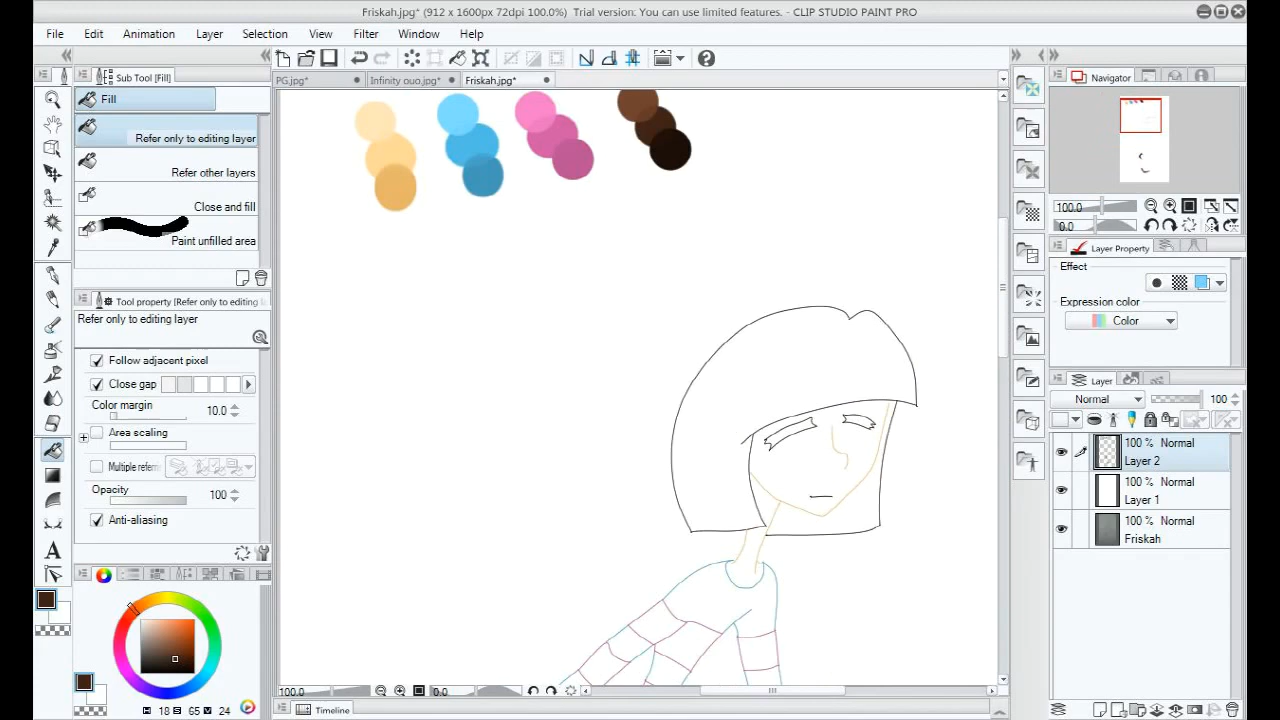 Friskah.jpg* (912 x 1600px 72dpi 100.0%) Trial version: You can use limited features. - CLIP STUDIO PAINT PRO
File Edit Animation Layer Selection View Filter Window Help
Sub Tool [Fill]
PG.jpg* Infinity ouo.jpg* Friskah.jpg*
Navigator
Fill
Refer only to editing layer
Refer other layers
Close and fill
Paint unfilled area
100.0
0.0
Tool property [Refer only to editing la
Layer Property
Refer only to editing layer
Effect
Expression color
Color
Follow adjacent pixel
Close gap
Color margin 10.0
Area scaling
Multiple referri
Opacity 100
Anti-aliasing
Layer
Normal 100
100 % Normal
Layer 2
100 % Normal
Layer 1
100 % Normal
Friskah
A
H 18 S 65 V 24
100.0 0.0
Timeline